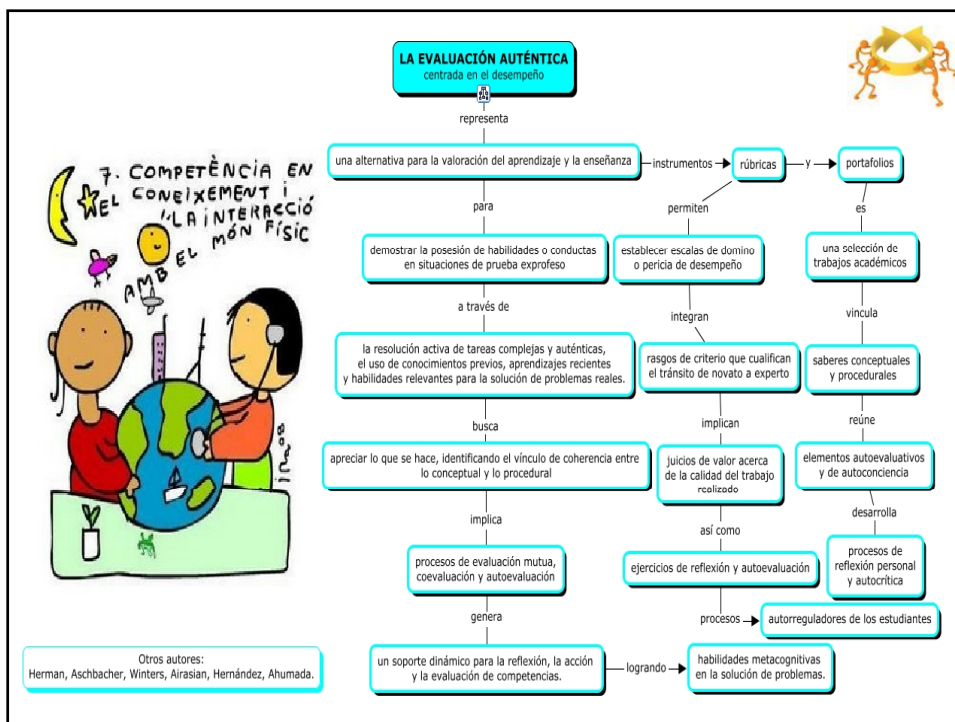 LA EVALUACIÓN AUTÉNTICA
centrada en el desempeño
representa
una alternativa para la valoración del aprendizaje y la enseñanza
instrumentos
rúbricas
y
portafolios
para
demostrar la posesión de habilidades o conductas
en situaciones de prueba exprofeso
a través de
la resolución activa de tareas complejas y auténticas,
el uso de conocimientos previos, aprendizajes recientes
y habilidades relevantes para la solución de problemas reales.
busca
apreciar lo que se hace, identificando el vínculo de coherencia entre
lo conceptual y lo procedural
implica
procesos de evaluación mutua,
coevaluación y autoevaluación
genera
un soporte dinámico para la reflexión, la acción
y la evaluación de competencias.
logrando
habilidades metacognitivas
en la solución de problemas.
permiten
establecer escalas de domino
o pericia de desempeño
integran
rasgos de criterio que cualifican
el tránsito de novato a experto
implican
juicios de valor acerca
de la calidad del trabajo
realizado
así como
ejercicios de reflexión y autoevaluación
procesos
autorreguladores de los estudiantes
es
una selección de
trabajos académicos
vincula
saberes conceptuales
y procedurales
reúne
elementos autoevaluativos
y de autoconciencia
desarrolla
procesos de
reflexión personal
y autocrítica
7. COMPETÈNCIA EN
EL CONEIXEMENT I
LA INTERACCIÓ
AMB EL MÓN FÍSIC
Otros autores:
Herman, Aschbacher, Winters, Airasian, Hernández, Ahumada.